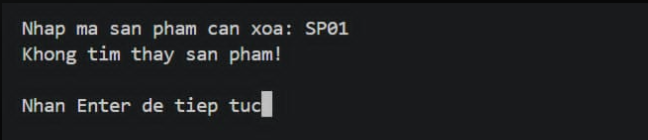 Nhap ma san pham can xoa: SP01
Khong tim thay san pham!
Nhan Enter de tiep tuc